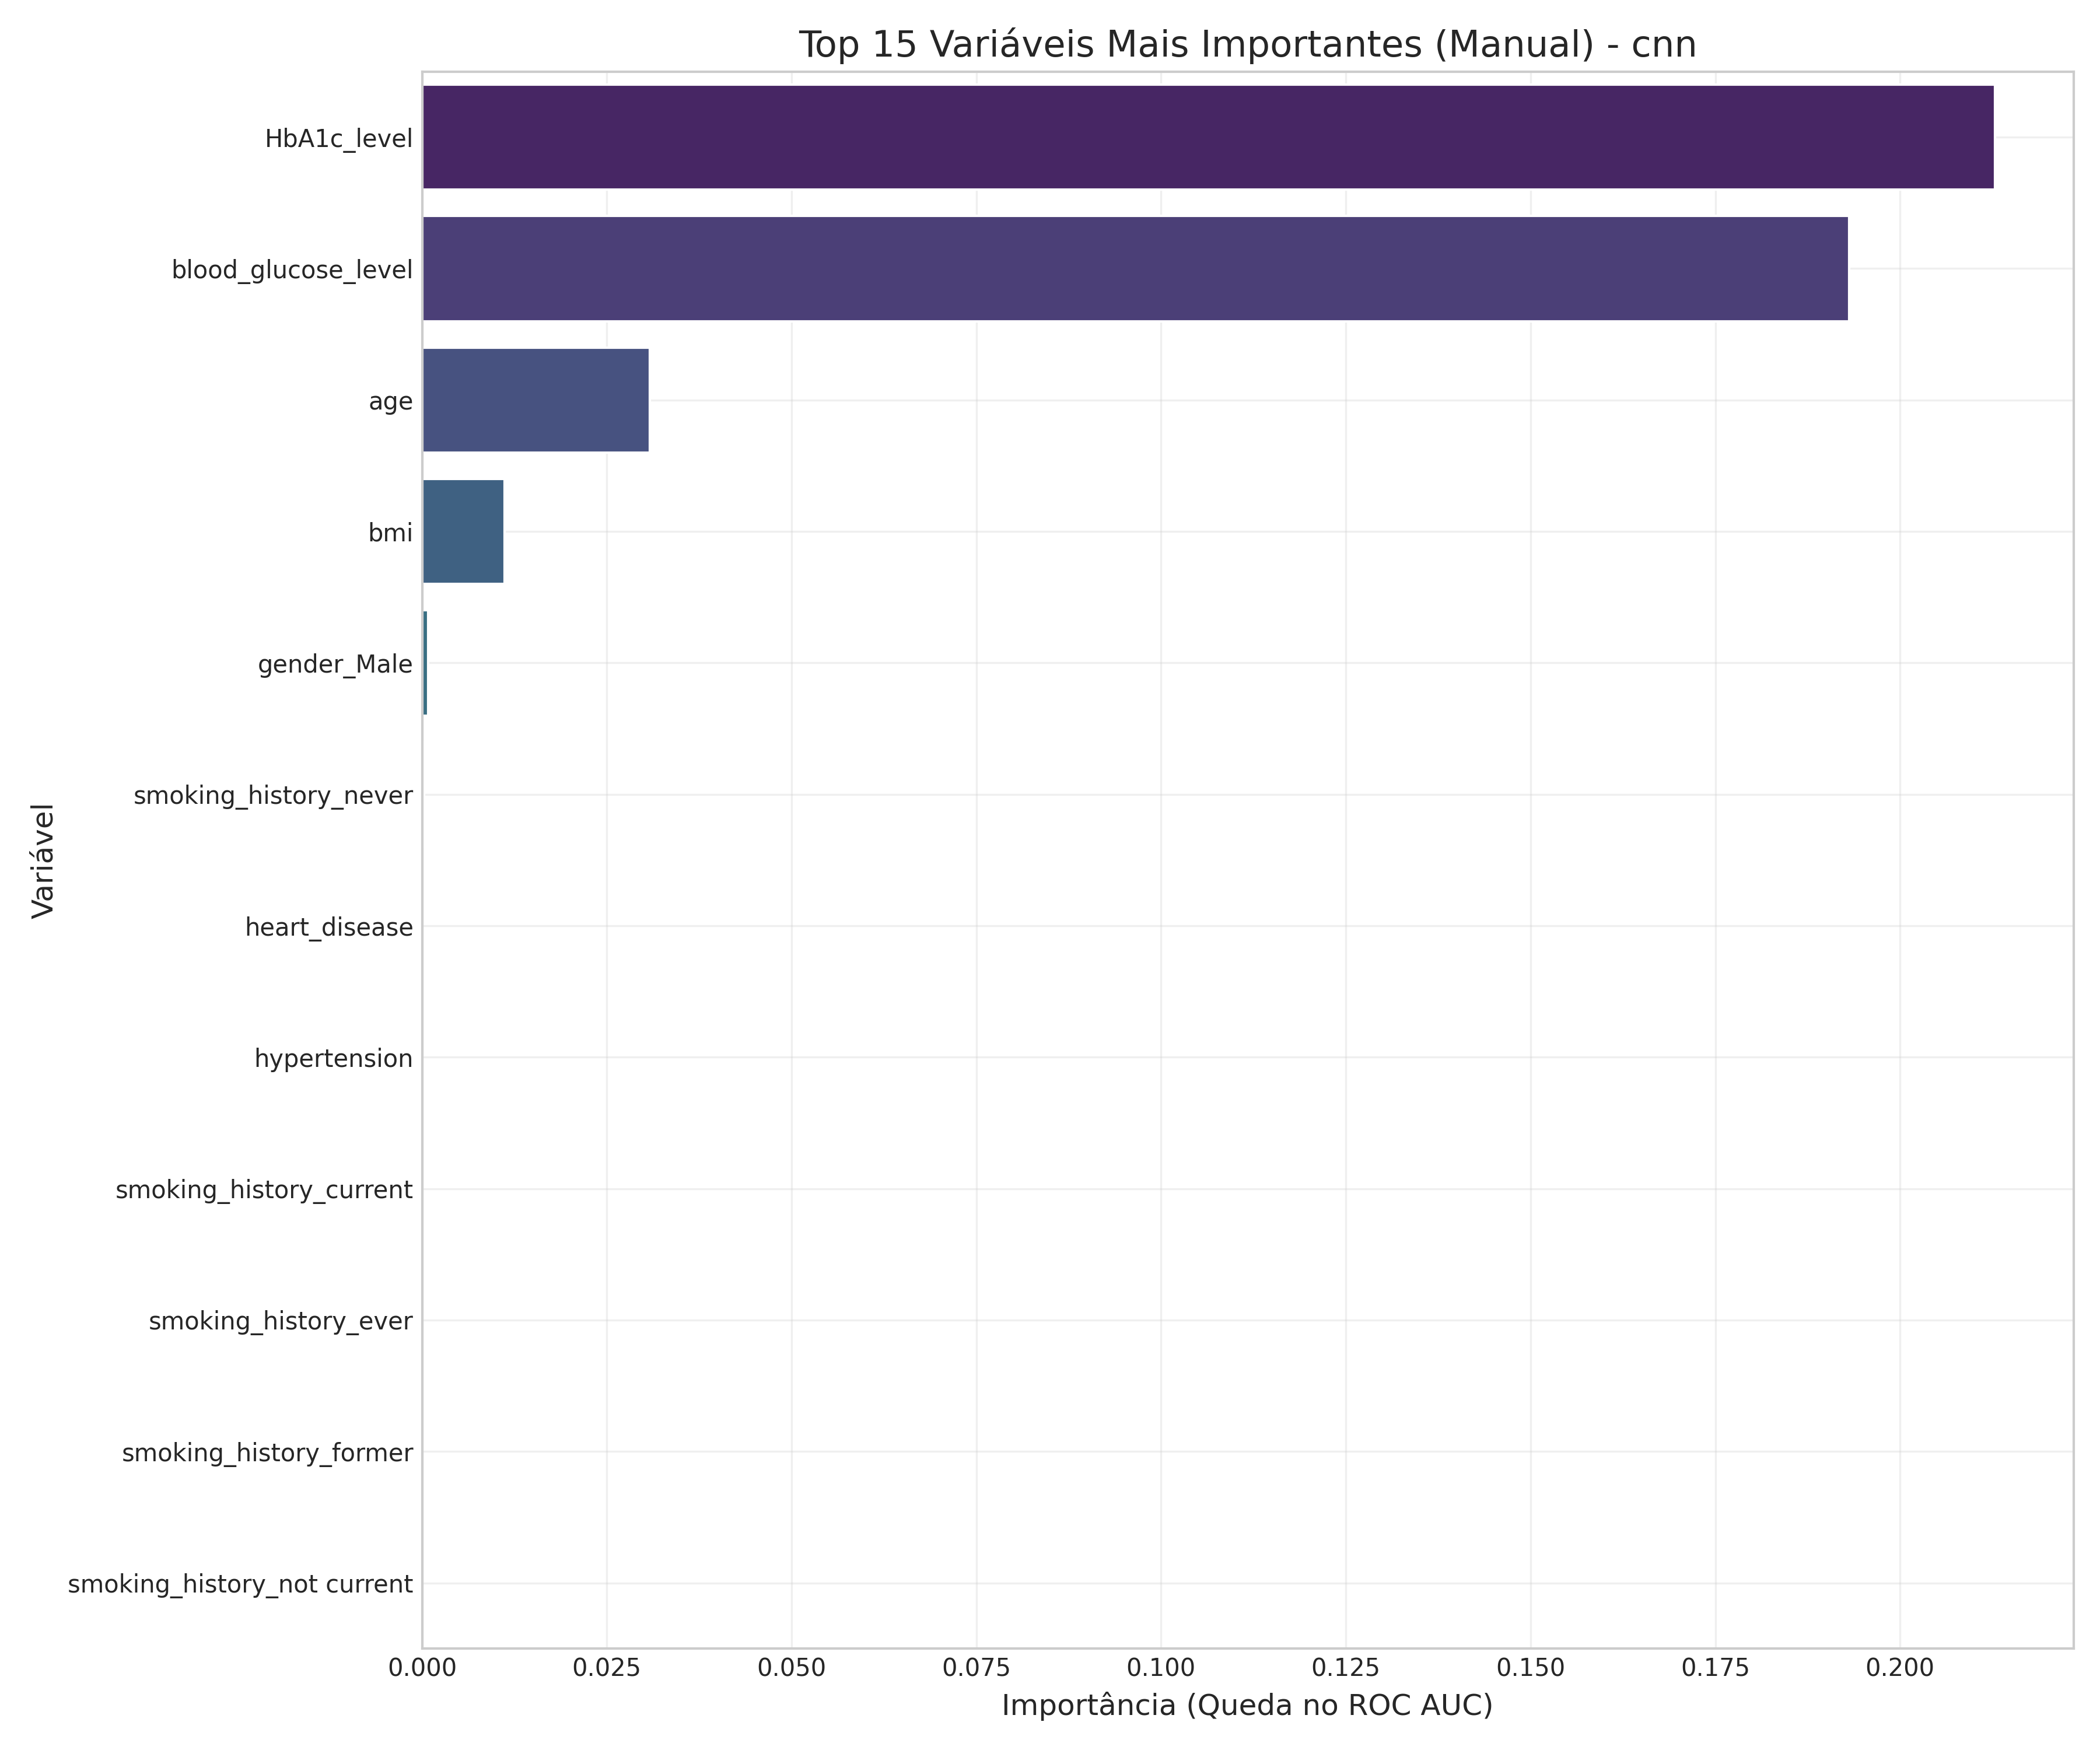 Top 15 Variáveis Mais Importantes (Manual) - cnn
HbA1c_level
blood_glucose_level
age
bmi
gender_Male
smoking_history_never
heart_disease
hypertension
smoking_history_current
smoking_history_ever
smoking_history_former
smoking_history_not current
Variável
0.000 0.025 0.050 0.075 0.100 0.125 0.150 0.175 0.200
Importância (Queda no ROC AUC)